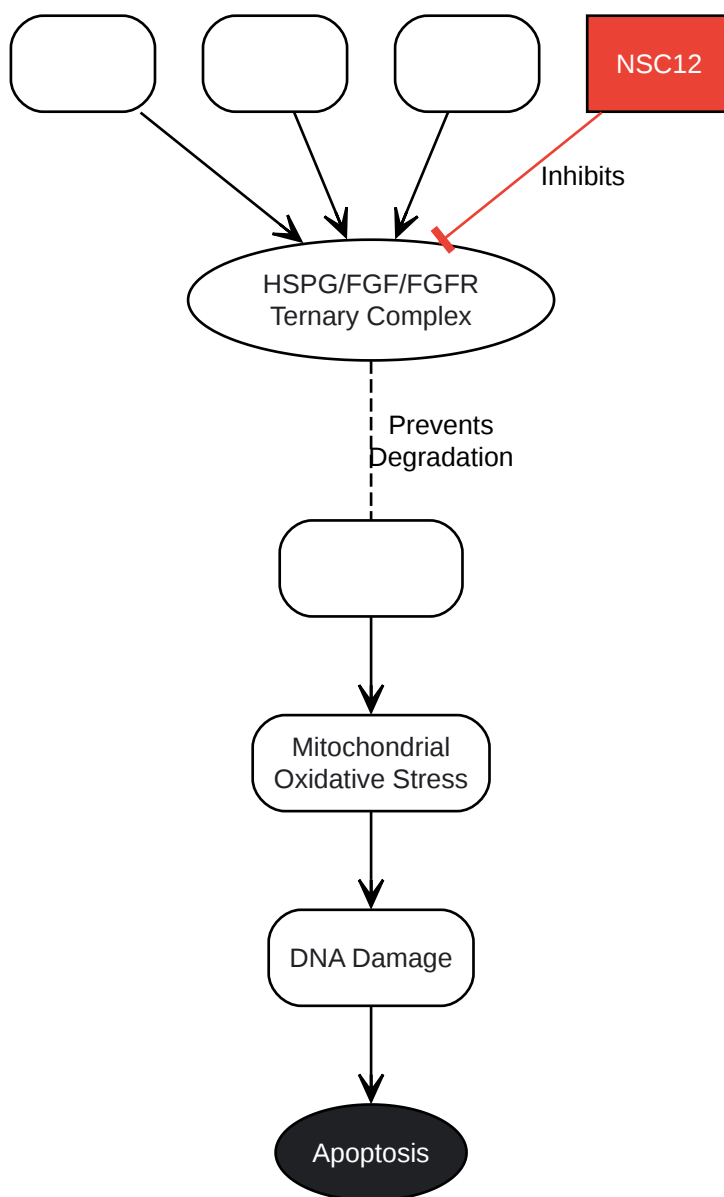 NSC12
Inhibits
HSPG/FGF/FGFR
Ternary Complex
Prevents
Degradation
Mitochondrial
Oxidative Stress
DNA Damage
Apoptosis